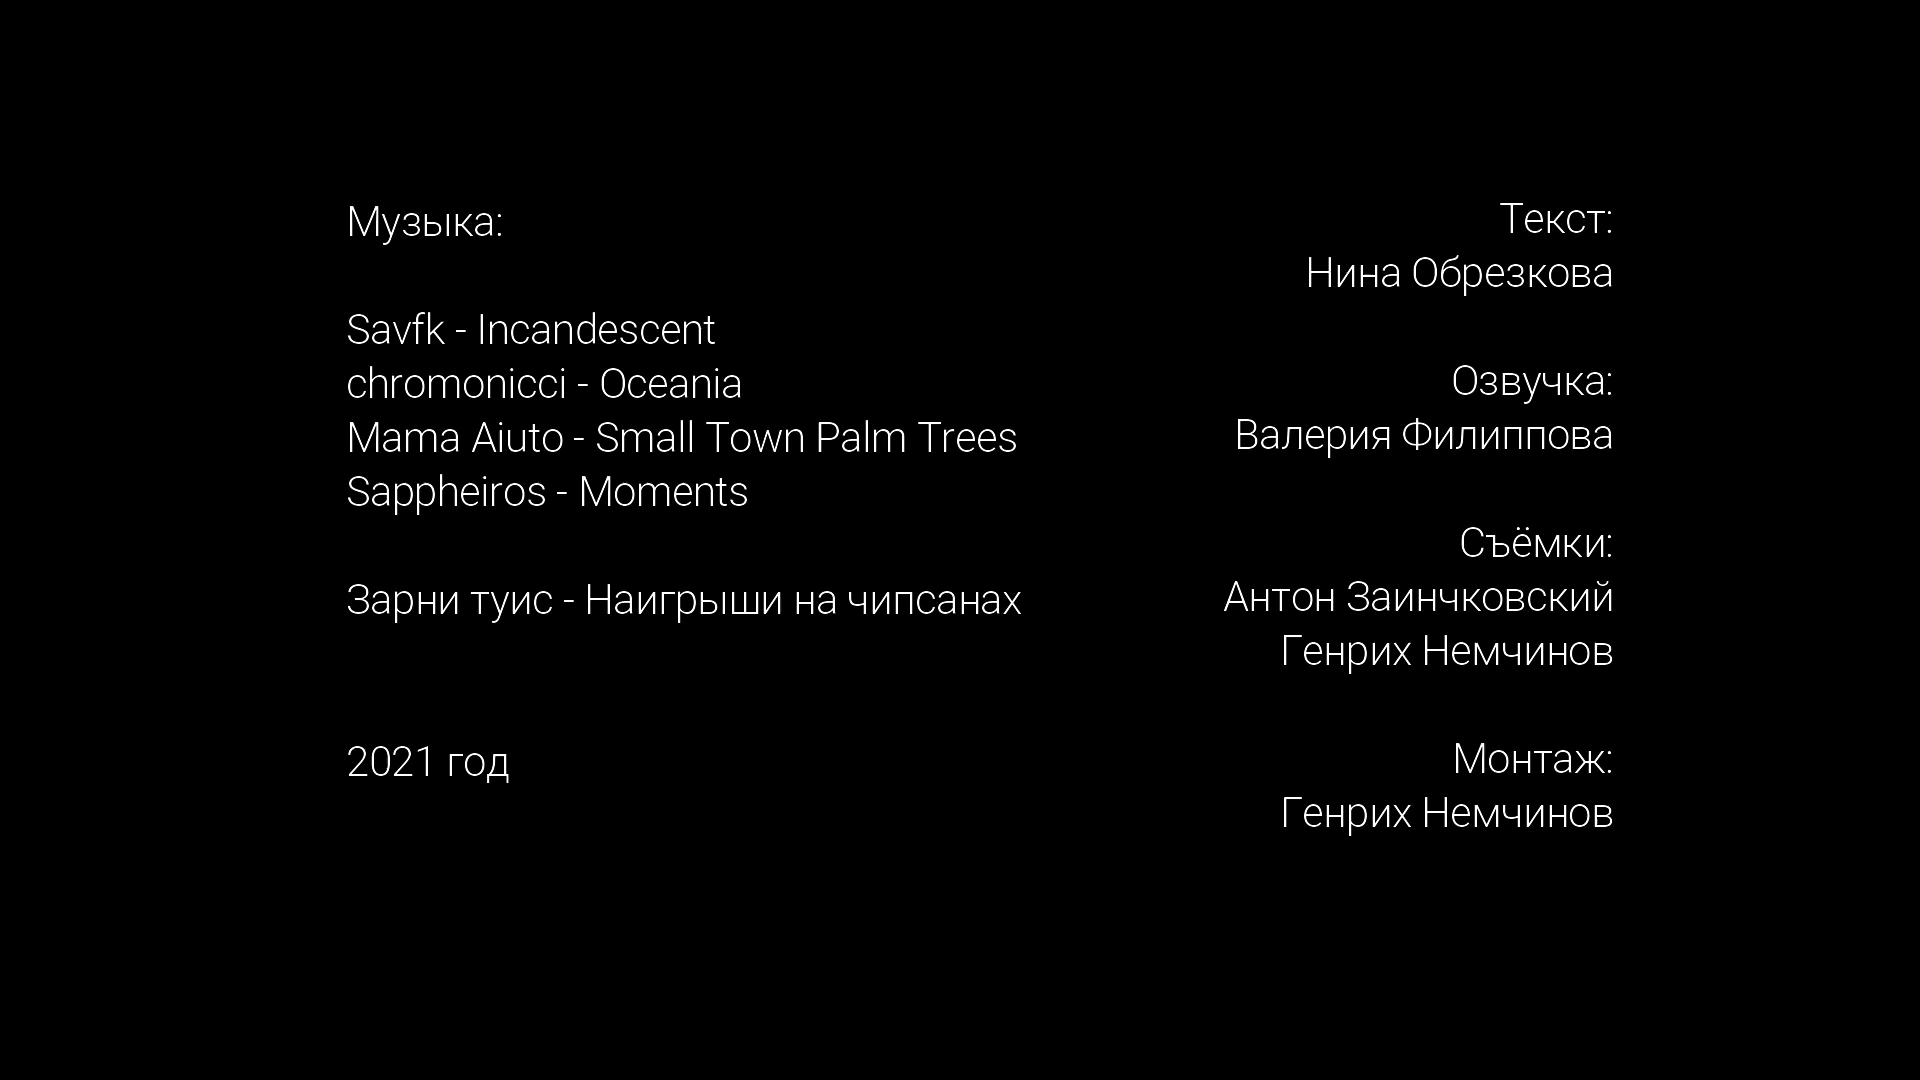 Музыка:
Savfk - Incandescent
chromonicci - Oceania
Mama Aiuto - Small Town Palm Trees
Sappheiros - Moments
Зарни туис - Наигрыши на чипсанах
2021 год
Текст:
Нина Обрезкова
Озвучка:
Валерия Филиппова
Съёмки:
Антон Заинчковский
Генрих Немчинов
Монтаж:
Генрих Немчинов